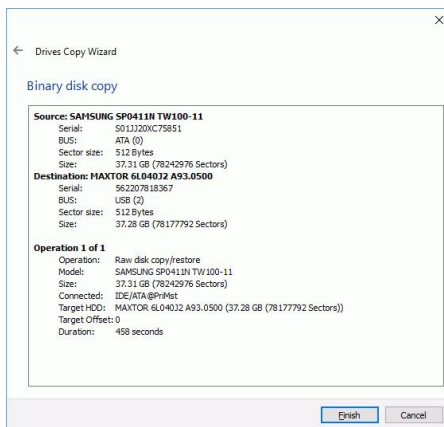 Drives Copy Wizard
Binary disk copy
Source: SAMSUNG SP0411N TW100-11
Serial: S01JJ20XC75851
BUS: ATA (0)
Sector size: 512 Bytes
Size: 37.31 GB (78242976 Sectors)
Destination: MAXTOR 6L040J2 A93.0500
Serial: 562207818367
BUS: USB (2)
Sector size: 512 Bytes
Size: 37.28 GB (78177792 Sectors)
Operation 1 of 1
Operation: Raw disk copy/restore
Model: SAMSUNG SP0411N TW100-11
Size: 37.31 GB (78242976 Sectors)
Connected: IDE/ATA@PriMst
Target HDD: MAXTOR 6L040J2 A93.0500 (37.28 GB (78177792 Sectors))
Target Offset: 0
Duration: 458 seconds
Finish Cancel